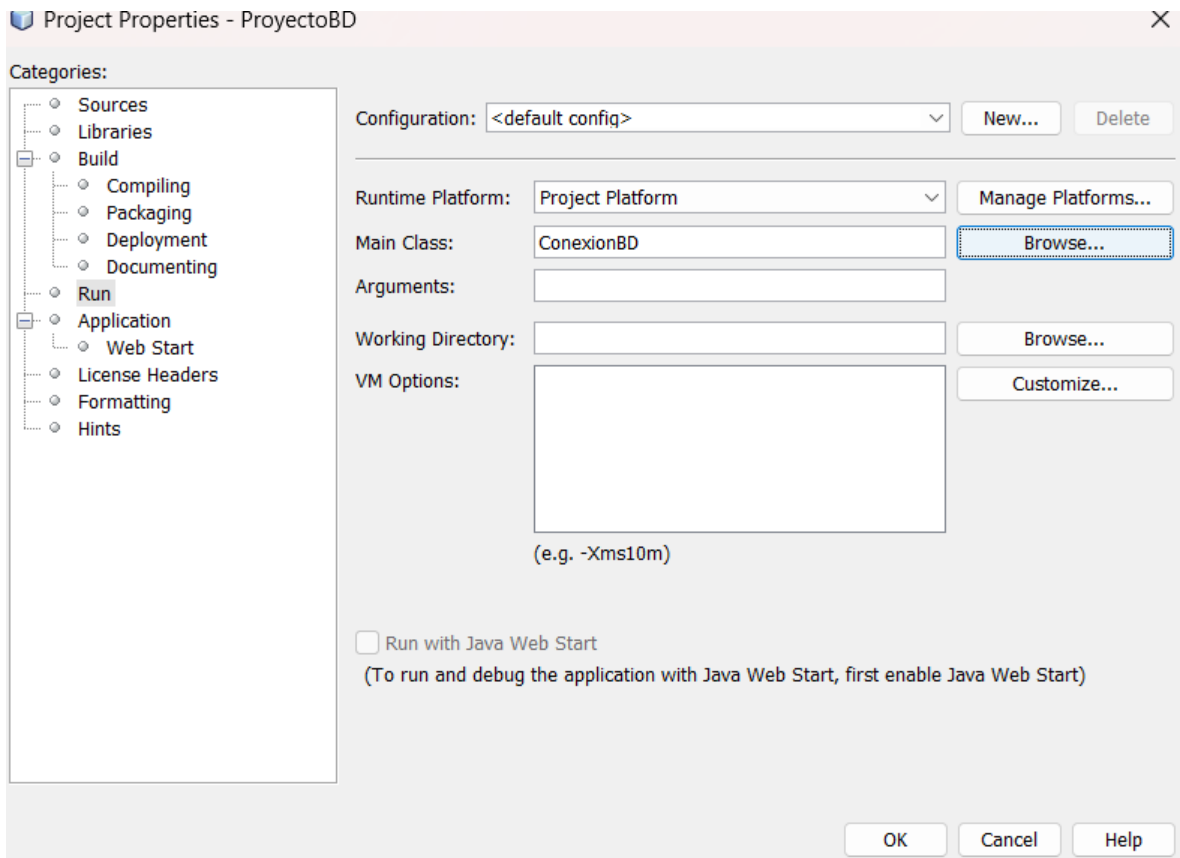 Project Properties - ProyectoBD
Categories:
Sources
Libraries
Build
Compiling
Packaging
Deployment
Documenting
Run
Application
Web Start
License Headers
Formatting
Hints
Configuration: <default config> New... Delete
Runtime Platform: Project Platform Manage Platforms...
Main Class: ConexionBD Browse...
Arguments:
Working Directory: Browse...
VM Options: Customize...
(e.g. -Xms10m)
Run with Java Web Start
(To run and debug the application with Java Web Start, first enable Java Web Start)
OK Cancel Help